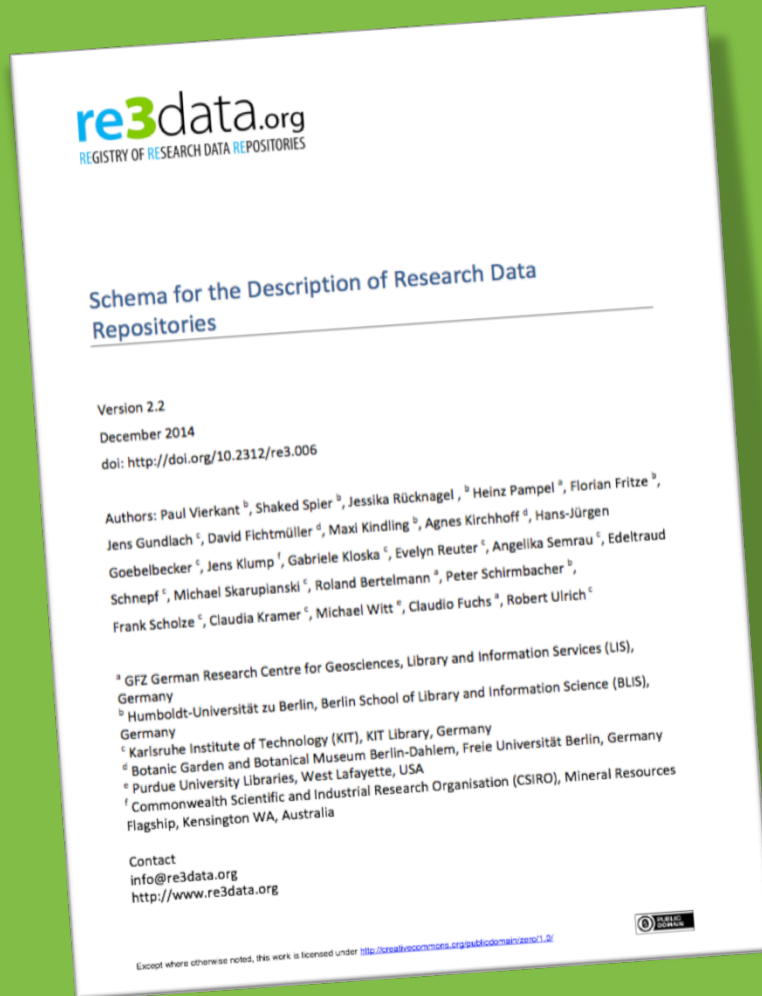 re3data.org
REGISTRY OF RESEARCH DATA REPOSITORIES
Schema for the Description of Research Data
Repositories
Version 2.2
December 2014
doi: http://doi.org/10.2312/re3.006
Authors: Paul Vierkant ᵇ, Shaked Spier ᵇ, Jessika Rücknagel , ᵇ Heinz Pampel ᵃ, Florian Fritze ᵇ,
Jens Gundlach ᶜ, David Fichtmüller ᵈ, Maxi Kindling ᵇ, Agnes Kirchhoff ᵈ, Hans-Jürgen
Goebelbecker ᶜ, Jens Klump ᶠ, Gabriele Kloska ᶜ, Evelyn Reuter ᶜ, Angelika Semrau ᶜ, Edeltraud
Schnepf ᶜ, Michael Skarupianski ᶜ, Roland Bertelmann ᵃ, Peter Schirmbacher ᵇ,
Frank Scholze ᶜ, Claudia Kramer ᶜ, Michael Witt ᵉ, Claudio Fuchs ᵃ, Robert Ulrich ᶜ
ᵃ GFZ German Research Centre for Geosciences, Library and Information Services (LIS),
Germany
ᵇ Humboldt-Universität zu Berlin, Berlin School of Library and Information Science (BLIS),
Germany
ᶜ Karlsruhe Institute of Technology (KIT), KIT Library, Germany
ᵈ Botanic Garden and Botanical Museum Berlin-Dahlem, Freie Universität Berlin, Germany
ᵉ Purdue University Libraries, West Lafayette, USA
ᶠ Commonwealth Scientific and Industrial Research Organisation (CSIRO), Mineral Resources
Flagship, Kensington WA, Australia
Contact
info@re3data.org
http://www.re3data.org
PUBLIC
DOMAIN
Except where otherwise noted, this work is licensed under http://creativecommons.org/publicdomain/zero/1.0/